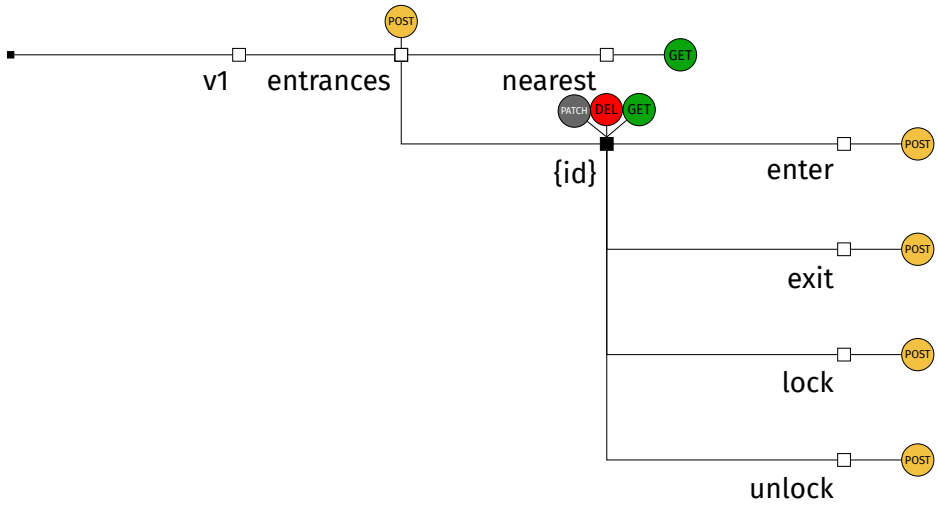 POST
GET
v1
entrances
nearest
PATCH
DEL
GET
{id}
enter
POST
exit
POST
lock
POST
unlock
POST